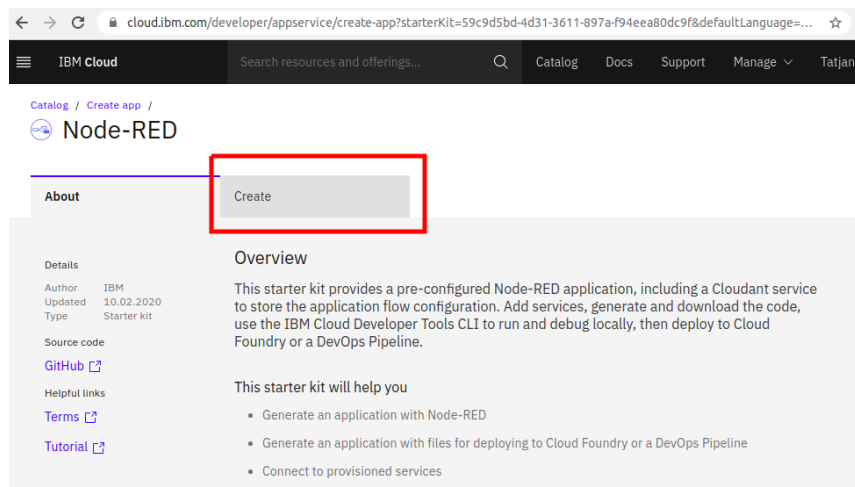 cloud.ibm.com/developer/appservice/create-app?starterKit=59c9d5bd-4d31-3611-897a-f94eea80dc9f&defaultLanguage=...
IBM Cloud
Search resources and offerings...
Catalog
Docs
Support
Manage
Tatjan
Catalog / Create app /
Node-RED
About
Create
Details
Author IBM
Updated 10.02.2020
Type Starter kit
Source code
GitHub
Helpful links
Terms
Tutorial
Overview
This starter kit provides a pre-configured Node-RED application, including a Cloudant service
to store the application flow configuration. Add services, generate and download the code,
use the IBM Cloud Developer Tools CLI to run and debug locally, then deploy to Cloud
Foundry or a DevOps Pipeline.
This starter kit will help you
• Generate an application with Node-RED
• Generate an application with files for deploying to Cloud Foundry or a DevOps Pipeline
• Connect to provisioned services